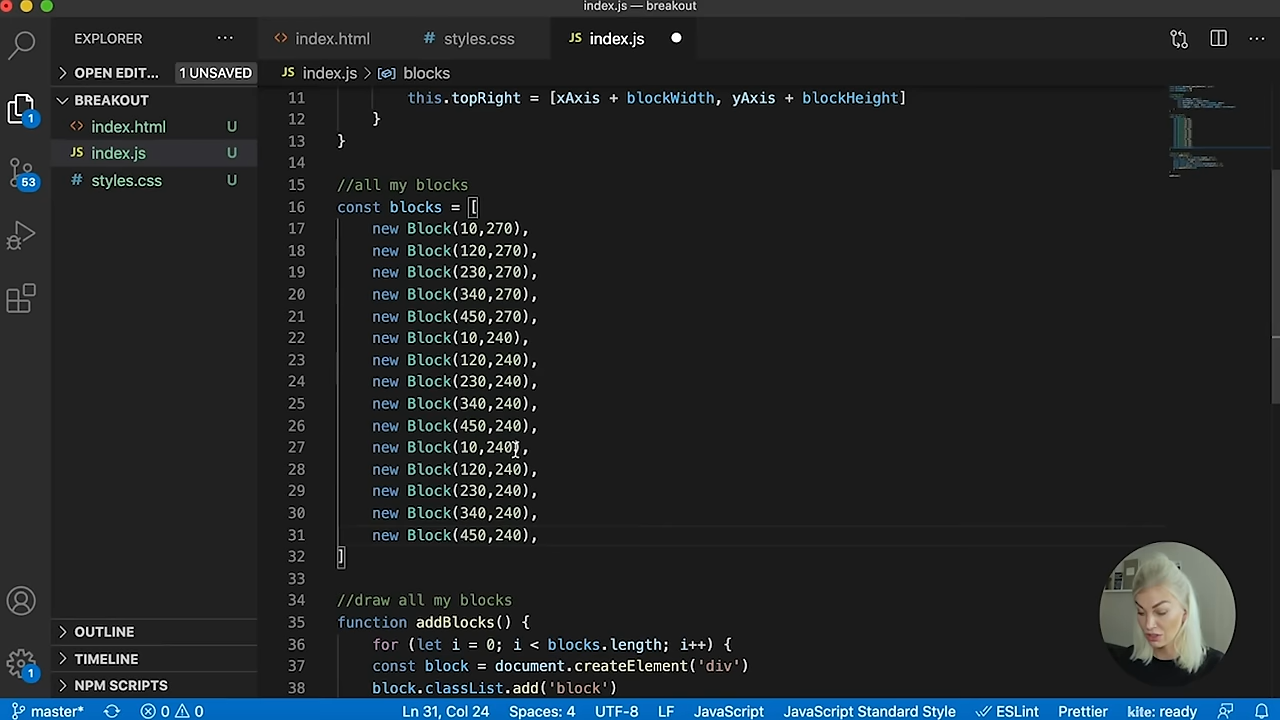 index.js — breakout
EXPLORER ···
index.html
# styles.css
JS index.js
OPEN EDIT... 1 UNSAVED
JS index.js > blocks
BREAKOUT
index.html U
JS index.js U
# styles.css U
1
53
OUTLINE
TIMELINE
NPM SCRIPTS
1
11 this.topRight = [xAxis + blockWidth, yAxis + blockHeight]
12 }
13 }
14
15 //all my blocks
16 const blocks = [
17 new Block(10,270),
18 new Block(120,270),
19 new Block(230,270),
20 new Block(340,270),
21 new Block(450,270),
22 new Block(10,240),
23 new Block(120,240),
24 new Block(230,240),
25 new Block(340,240),
26 new Block(450,240),
27 new Block(10,240),
28 new Block(120,240),
29 new Block(230,240),
30 new Block(340,240),
31 new Block(450,240),
32 ]
33
34 //draw all my blocks
35 function addBlocks() {
36 for (let i = 0; i < blocks.length; i++) {
37 const block = document.createElement('div')
38 block.classList.add('block')
master* 0 0 Ln 31, Col 24 Spaces: 4 UTF-8 LF JavaScript JavaScript Standard Style ESLint Prettier kite: ready